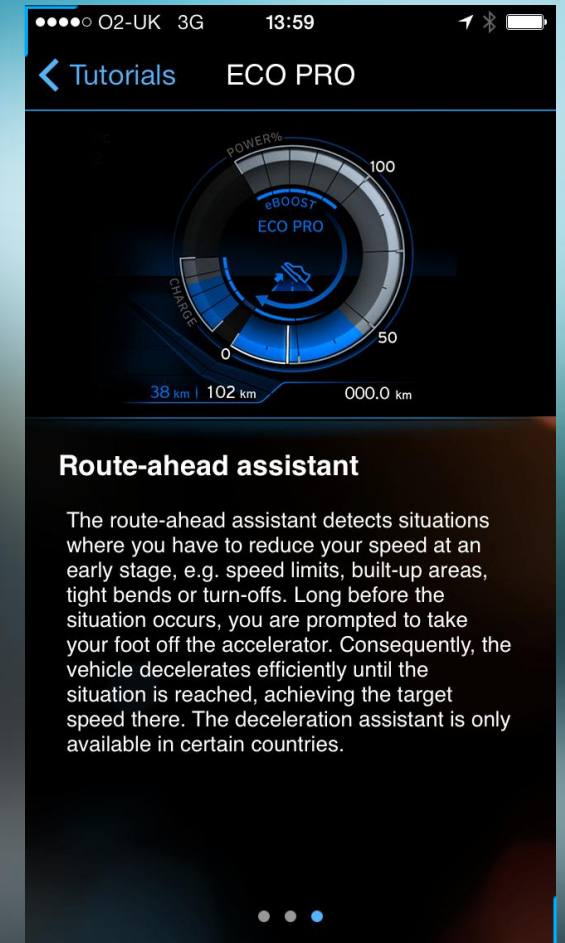 O2-UK 3G 13:59
Tutorials ECO PRO
POWER%
100
eBOOST
ECO PRO
CHARGE
50
0
38 km | 102 km 000.0 km
Route-ahead assistant
The route-ahead assistant detects situations
where you have to reduce your speed at an
early stage, e.g. speed limits, built-up areas,
tight bends or turn-offs. Long before the
situation occurs, you are prompted to take
your foot off the accelerator. Consequently, the
vehicle decelerates efficiently until the
situation is reached, achieving the target
speed there. The deceleration assistant is only
available in certain countries.